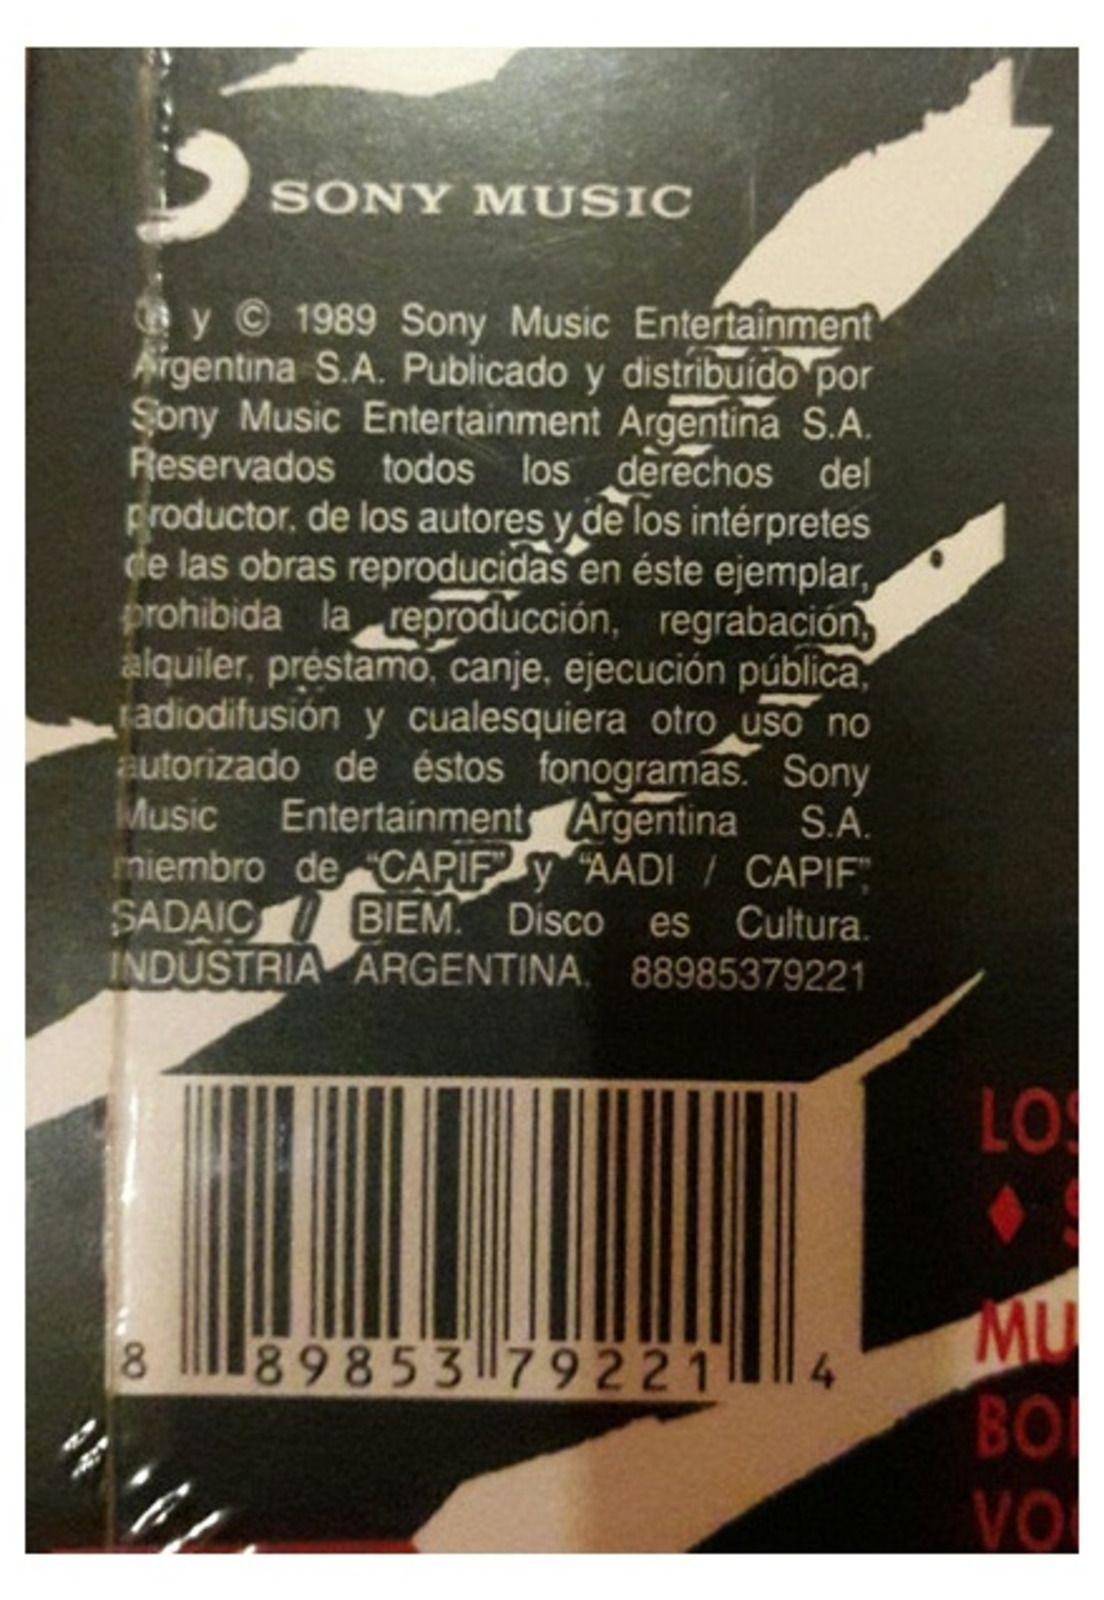 SONY MUSIC
℗ y © 1989 Sony Music Entertainment
Argentina S.A. Publicado y distribuído por
Sony Music Entertainment Argentina S.A.
Reservados todos los derechos del
productor, de los autores y de los intérpretes
de las obras reproducidas en éste ejemplar,
prohibida la reproducción, regrabación,
alquiler, préstamo, canje, ejecución pública,
radiodifusión y cualesquiera otro uso no
autorizado de éstos fonogramas. Sony
Music Entertainment Argentina S.A.
miembro de "CAPIF" y "AADI / CAPIF",
SADAIC / BIEM. Disco es Cultura.
INDUSTRIA ARGENTINA. 88985379221
8 89853 79221 4
LOS
MU
BO
VO